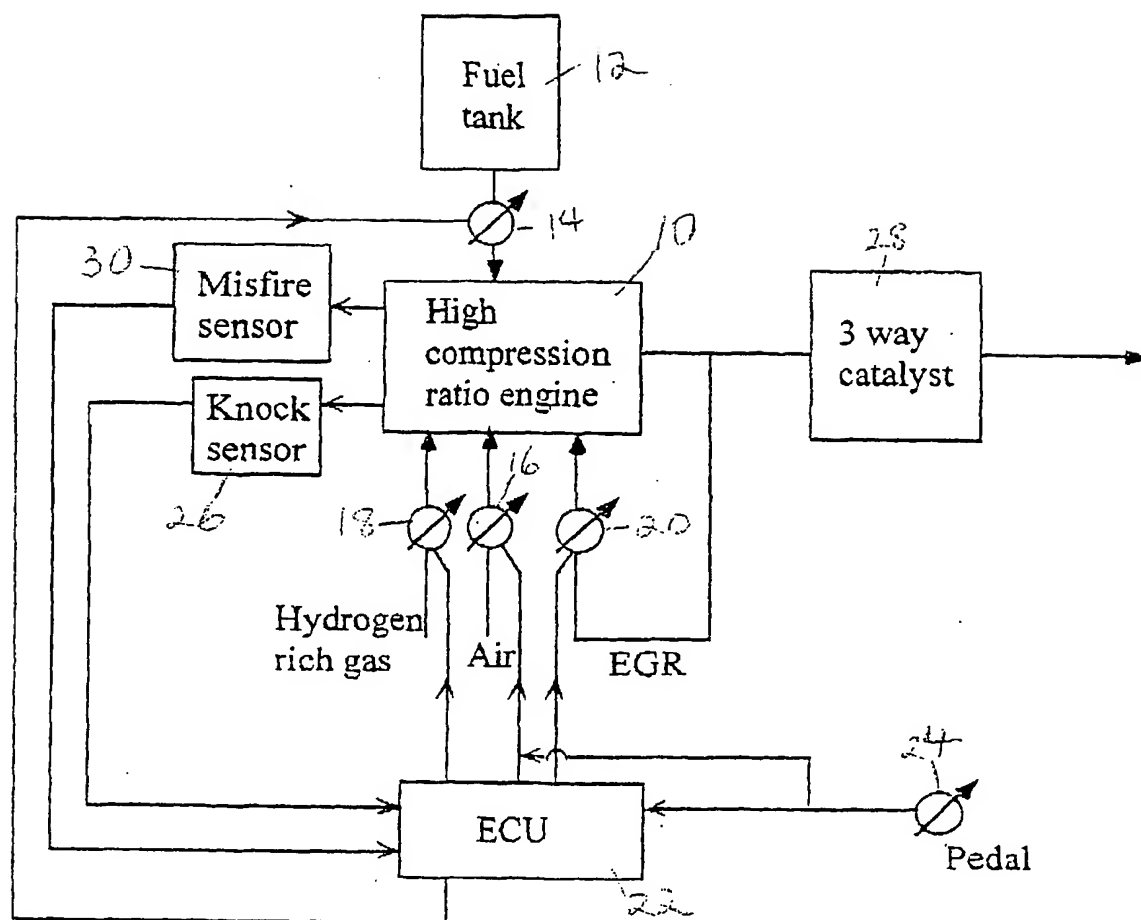 Fuel
tank
12
14
10
28
30
Misfire
sensor
High
compression
ratio engine
3 way
catalyst
Knock
sensor
26
18
16
20
Hydrogen
rich gas
Air
EGR
24
ECU
Pedal
22